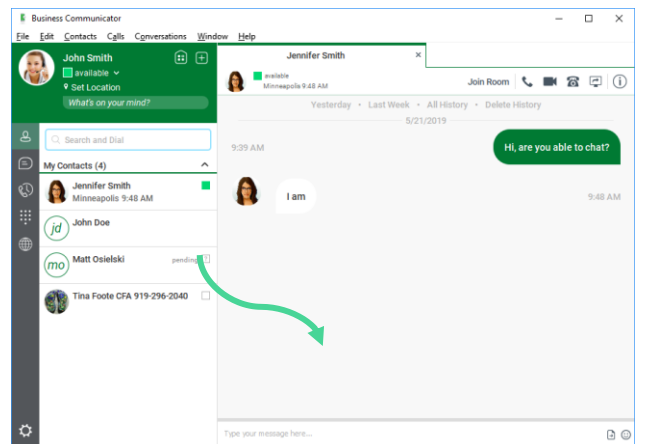 Business Communicator
File Edit Contacts Calls Conversations Window Help
John Smith
available
Set Location
What's on your mind?
Search and Dial
My Contacts (4)
Jennifer Smith
Minneapolis 9:48 AM
jd John Doe
mo Matt Osielski pending ?
Tina Foote CFA 919-296-2040
Jennifer Smith ×
available
Minneapolis 9:48 AM
Join Room
Yesterday • Last Week • All History • Delete History
5/21/2019
9:39 AM Hi, are you able to chat?
I am 9:48 AM
Type your message here...